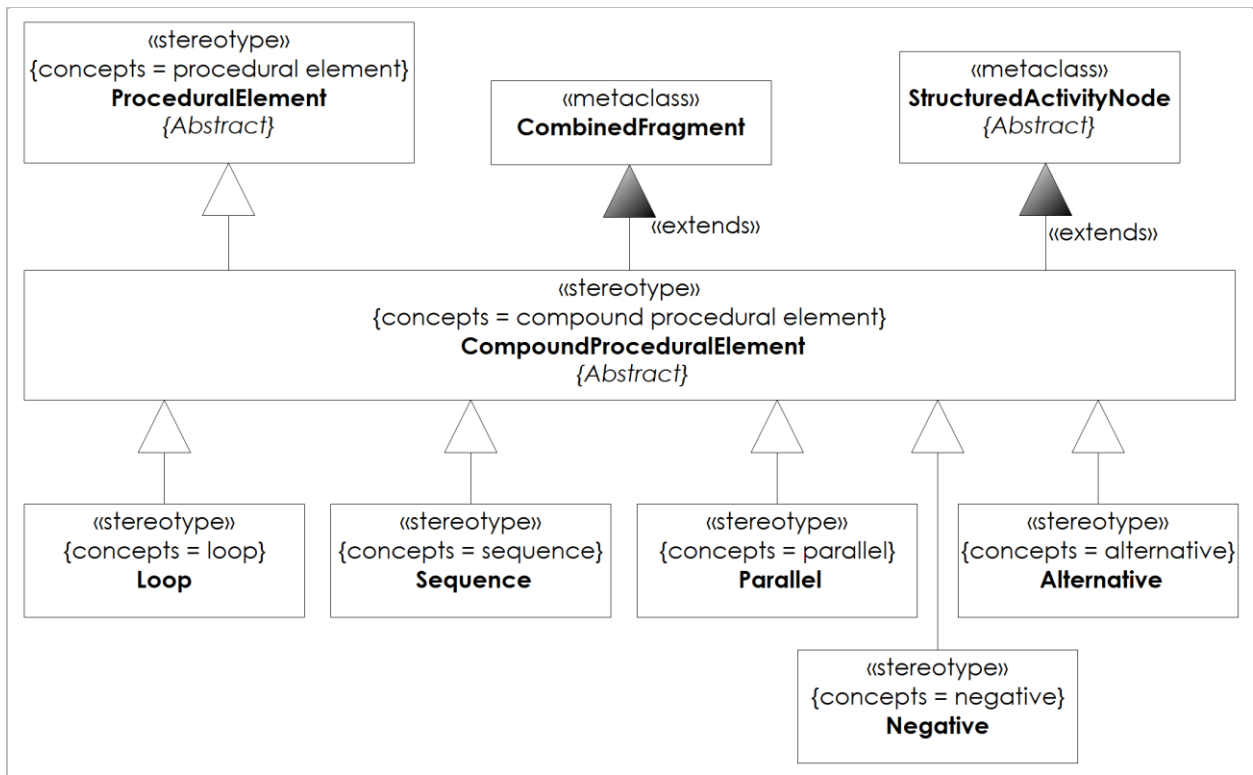 «stereotype»
{concepts = procedural element}
ProceduralElement
{Abstract}
«metaclass»
CombinedFragment
«metaclass»
StructuredActivityNode
{Abstract}
«extends»
«extends»
«stereotype»
{concepts = compound procedural element}
CompoundProceduralElement
{Abstract}
«stereotype»
{concepts = loop}
Loop
«stereotype»
{concepts = sequence}
Sequence
«stereotype»
{concepts = parallel}
Parallel
«stereotype»
{concepts = alternative}
Alternative
«stereotype»
{concepts = negative}
Negative